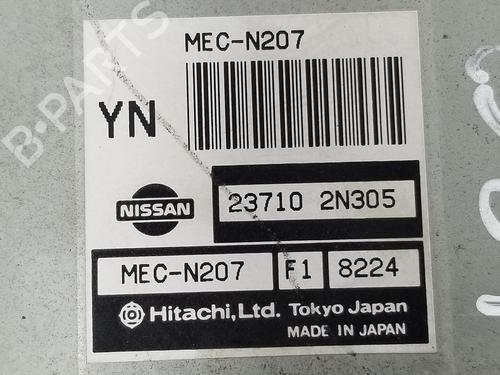 MEC-N207
YN
NISSAN
23710 2N305
MEC-N207 F1 8224
Hitachi, Ltd. Tokyo Japan
MADE IN JAPAN
B-PARTS